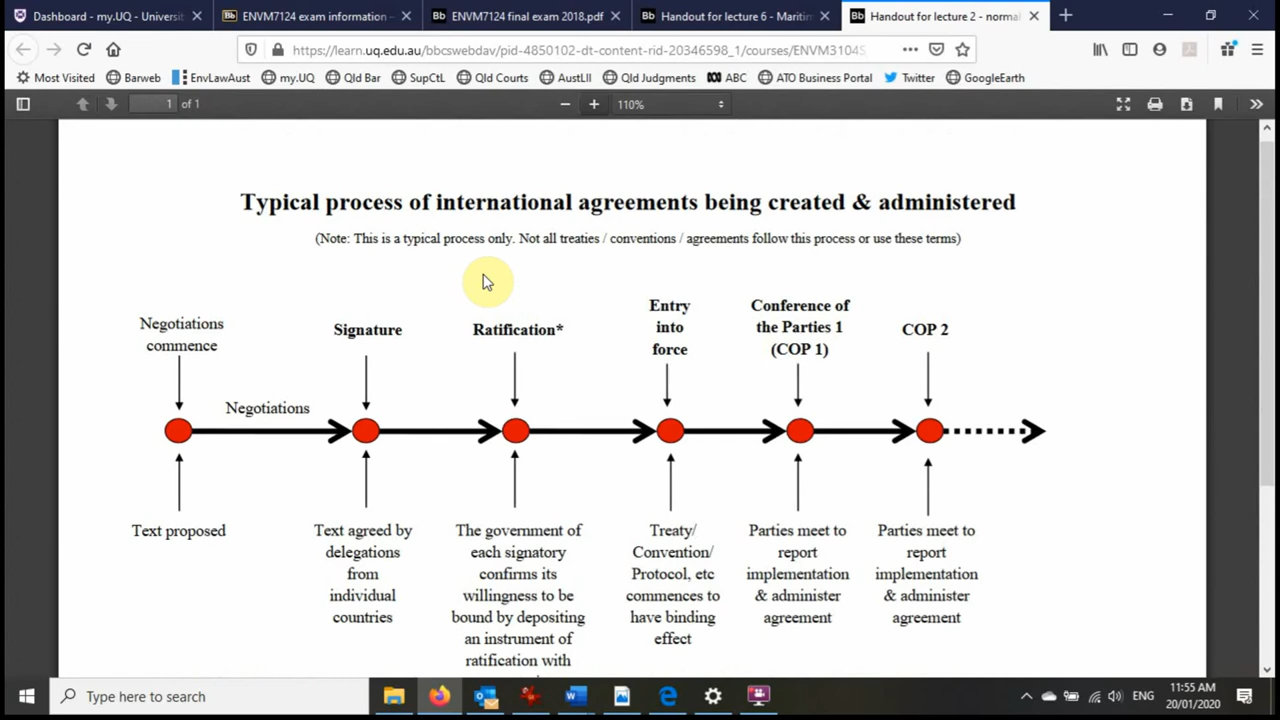 Dashboard - my.UQ - Universit
ENVM7124 exam information -
ENVM7124 final exam 2018.pdf
Handout for lecture 6 - Maritim
Handout for lecture 2 - normal
https://learn.uq.edu.au/bbcswebdav/pid-4850102-dt-content-rid-20346598_1/courses/ENVM3104S
Most Visited Barweb EnvLawAust my.UQ Qld Bar SupCtL Qld Courts AustLII Qld Judgments ABC ATO Business Portal Twitter GoogleEarth
1 of 1
110%
Typical process of international agreements being created & administered
(Note: This is a typical process only. Not all treaties / conventions / agreements follow this process or use these terms)
Negotiations
commence
Signature
Ratification*
Entry
into
force
Conference of
the Parties 1
(COP 1)
COP 2
Negotiations
Text proposed
Text agreed by
delegations
from
individual
countries
The government of
each signatory
confirms its
willingness to be
bound by depositing
an instrument of
ratification with
Treaty/
Convention/
Protocol, etc
commences to
have binding
effect
Parties meet to
report
implementation
& administer
agreement
Parties meet to
report
implementation
& administer
agreement
Type here to search
ENG
11:55 AM
20/01/2020